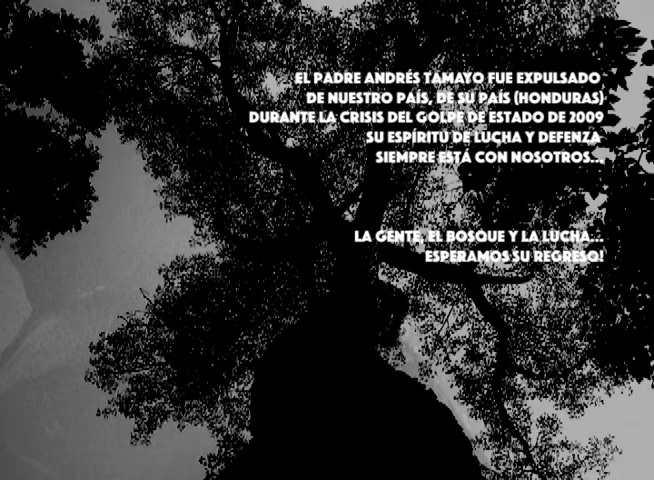 EL PADRE ANDRÉS TAMAYO FUE EXPULSADO
DE NUESTRO PAÍS, DE SU PAÍS (HONDURAS)
DURANTE LA CRISIS DEL GOLPE DE ESTADO DE 2009
SU ESPÍRITU DE LUCHA Y DEFENZA
SIEMPRE ESTÁ CON NOSOTROS...
LA GENTE, EL BOSQUE Y LA LUCHA...
ESPERAMOS SU REGRESO!